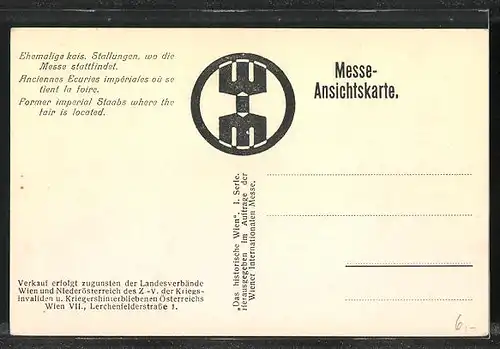 Ehemalige kais. Stallungen, wo die
Messe stattfindet.
Anciennes Ecuries impériales où se
tient la foire.
Former imperial Staabs where the
fair is located.
Messe-
Ansichtskarte.
„Das historische Wien", I. Serie.
Herausgegeben im Auftrage der
Wiener Internationalen Messe.
Verkauf erfolgt zugunsten der Landesverbände
Wien und Niederösterreich des Z.-V. der Kriegs-
invaliden u. Kriegershinterbliebenen Österreichs
Wien VII., Lerchenfelderstraße 1.
6,-